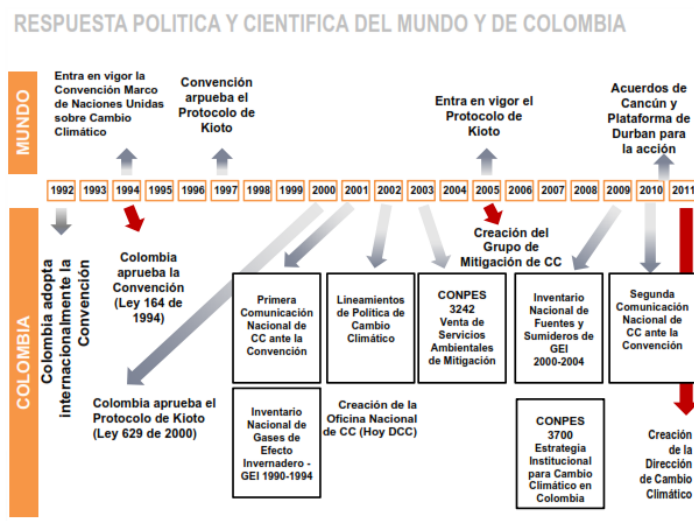 RESPUESTA POLITICA Y CIENTIFICA DEL MUNDO Y DE COLOMBIA
MUNDO
Entra en vigor la
Convención Marco
de Naciones Unidas
sobre Cambio
Climático
Convención
arpueba el
Protocolo de
Kioto
Entra en vigor el
Protocolo de
Kioto
Acuerdos de
Cancún y
Plataforma de
Durban para
la acción
1992 1993 1994 1995 1996 1997 1998 1999 2000 2001 2002 2003 2004 2005 2006 2007 2008 2009 2010 2011
COLOMBIA
Colombia adopta
internacionalmente la
Convención
Colombia
aprueba la
Convención
(Ley 164 de
1994)
Colombia aprueba el
Protocolo de Kioto
(Ley 629 de 2000)
Primera
Comunicación
Nacional de
CC ante la
Convención
Inventario
Nacional de
Gases de
Efecto
Invernadero -
GEI 1990-1994
Lineamientos
de Política de
Cambio
Climático
Creación de la
Oficina Nacional
de CC (Hoy DCC)
CONPES
3242
Venta de
Servicios
Ambientales
de Mitigación
Creación del
Grupo de
Mitigación de CC
Inventario
Nacional de
Fuentes y
Sumideros de
GEI
2000-2004
CONPES
3700
Estrategia
Institucional
para Cambio
Climático en
Colombia
Segunda
Comunicación
Nacional de
CC ante la
Convención
Creación
de la
Dirección
de Cambio
Climático